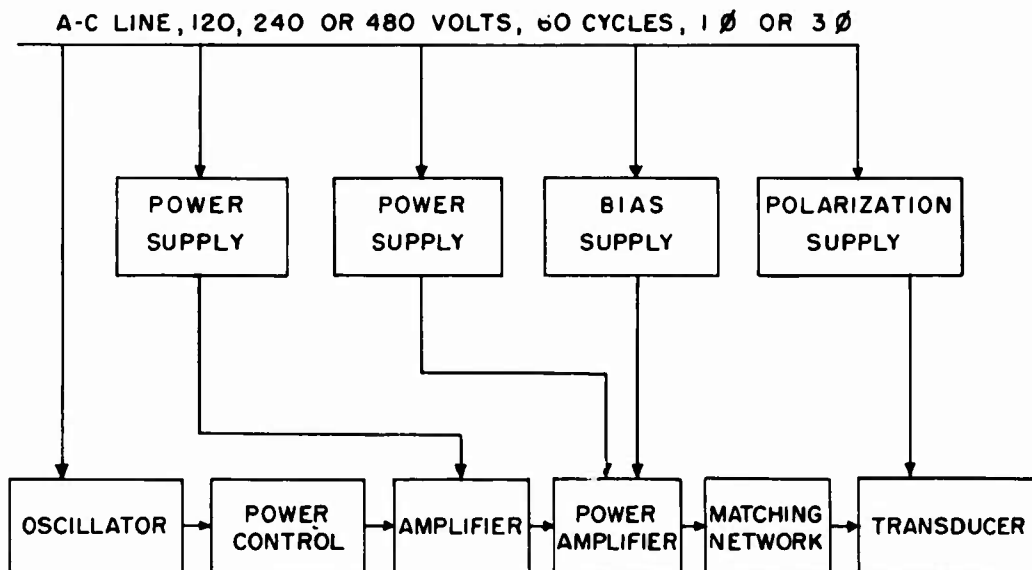 A-C LINE, 120, 240 OR 480 VOLTS, 60 CYCLES, 1 Ø OR 3 Ø
POWER
SUPPLY
POWER
SUPPLY
BIAS
SUPPLY
POLARIZATION
SUPPLY
OSCILLATOR
POWER
CONTROL
AMPLIFIER
POWER
AMPLIFIER
MATCHING
NETWORK
TRANSDUCER